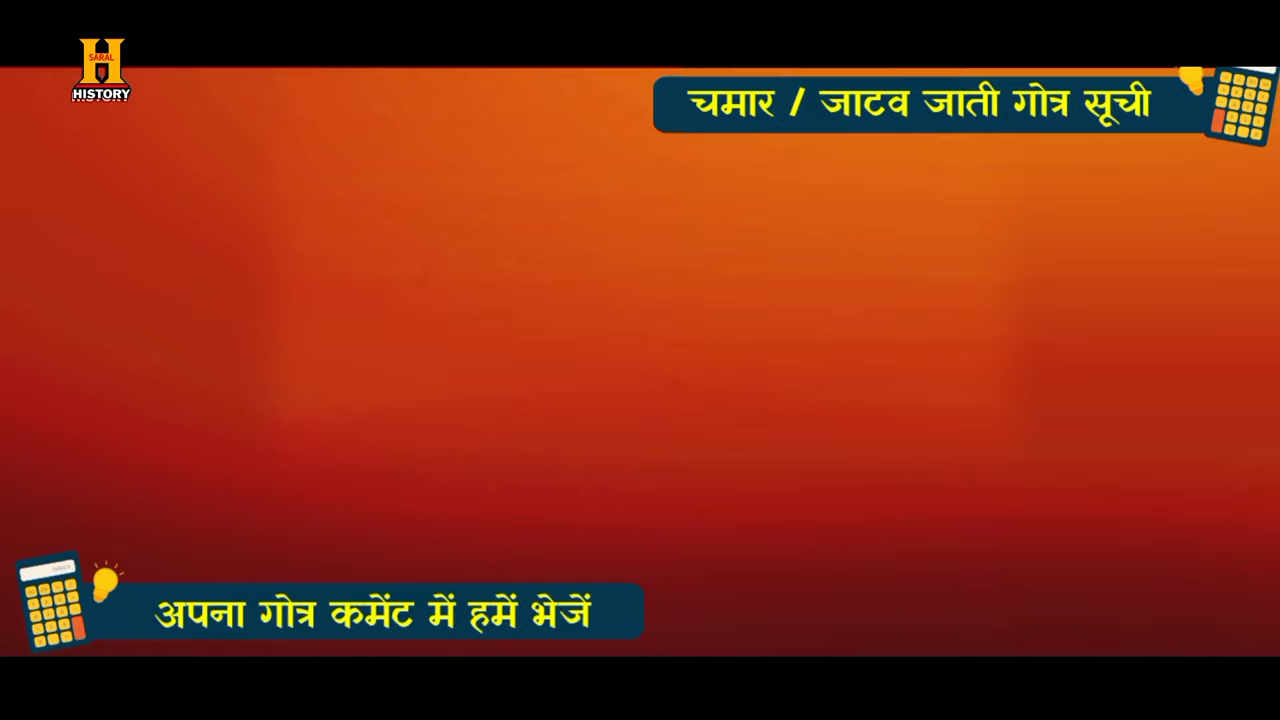 SARAL
HISTORY
चमार / जाटव जाती गोत्र सूची
अपना गोत्र कमेंट में हमें भेजें